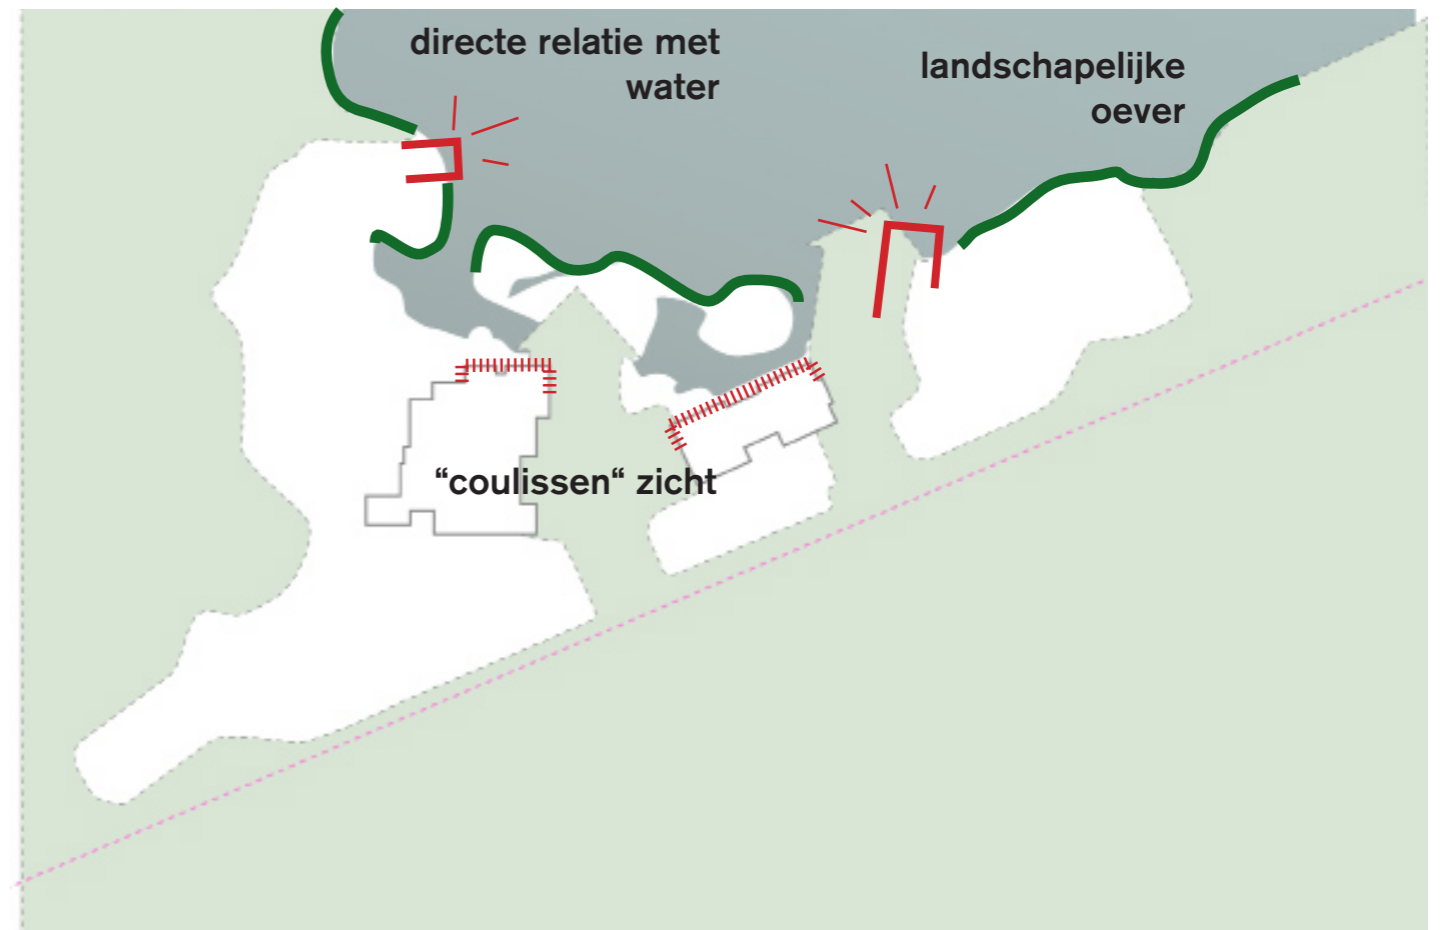 directe relatie met
water
landschapelijke
oever
“coulissen“ zicht